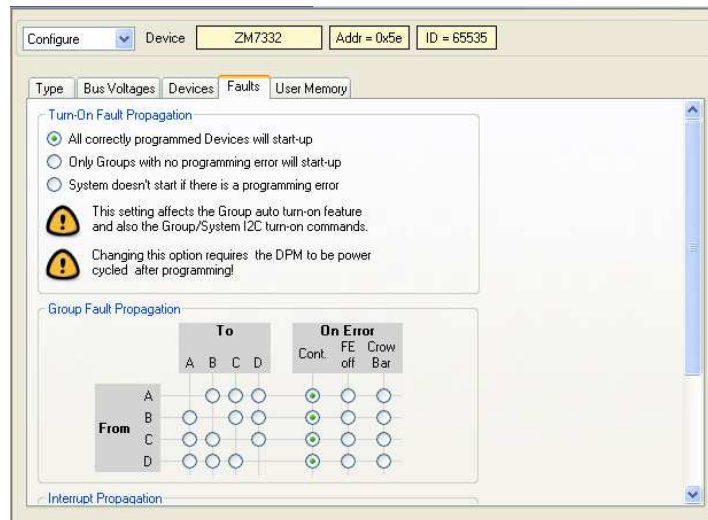 Configure Device ZM7332 Addr = 0x5e ID = 65535
Type Bus Voltages Devices Faults User Memory
Turn-On Fault Propagation
All correctly programmed Devices will start-up
Only Groups with no programming error will start-up
System doesn't start if there is a programming error
This setting affects the Group auto turn-on feature
and also the Group/System I2C turn-on commands.
Changing this option requires the DPM to be power
cycled after programming!
Group Fault Propagation
To On Error
A B C D Cont. FE off Crow Bar
From
A
B
C
D
Interrupt Propagation